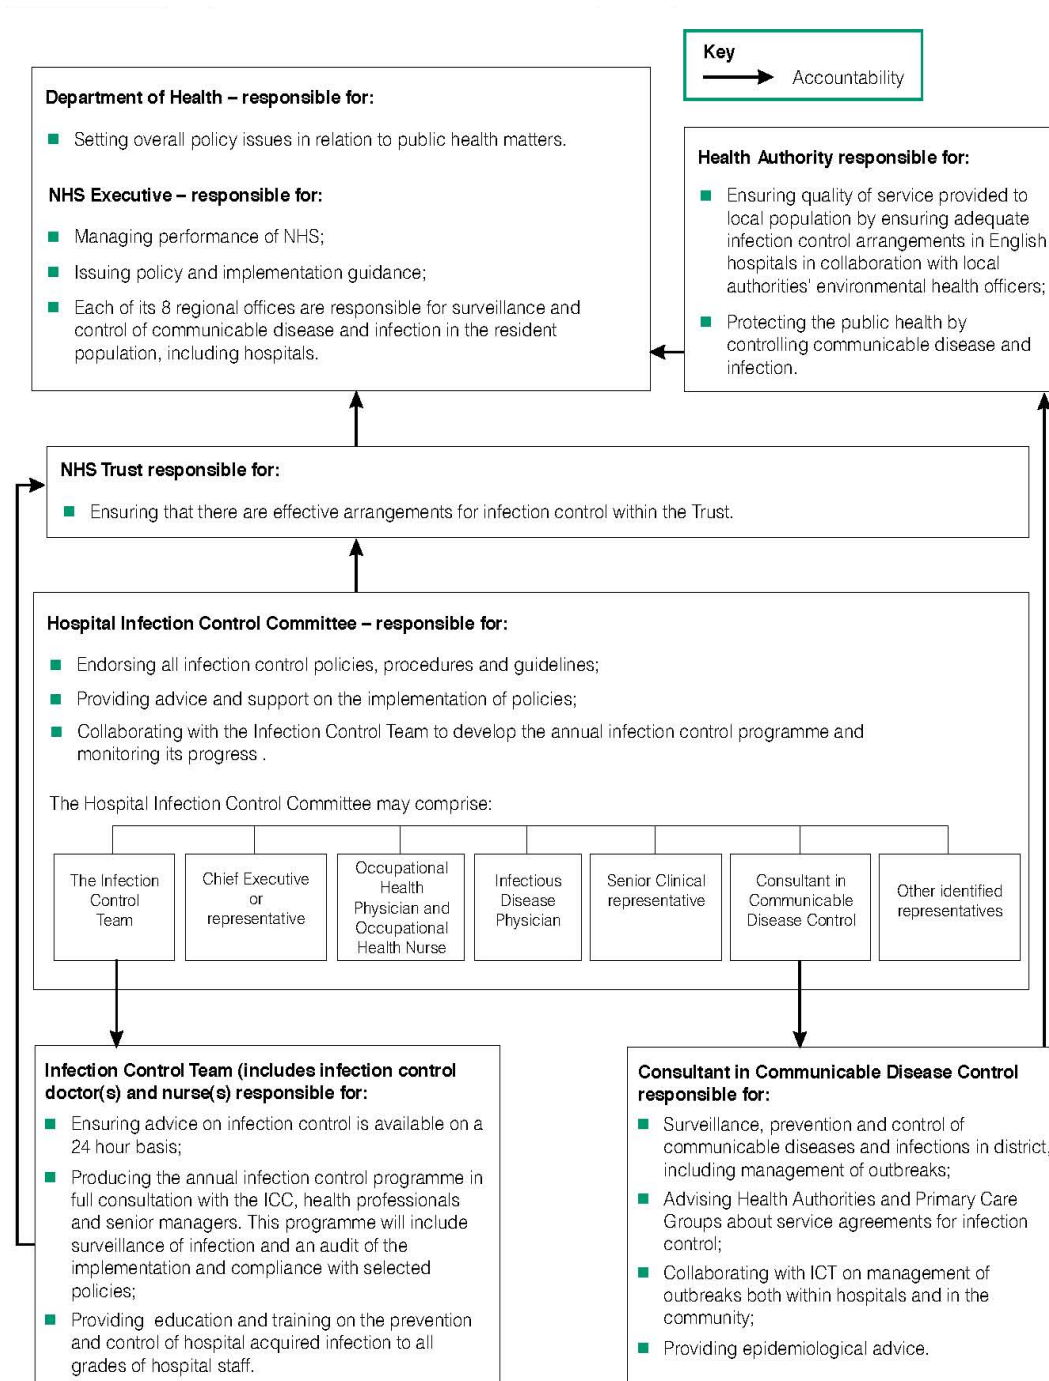 Key
Accountability
Department of Health – responsible for:
■ Setting overall policy issues in relation to public health matters.
NHS Executive – responsible for:
■ Managing performance of NHS;
■ Issuing policy and implementation guidance;
■ Each of its 8 regional offices are responsible for surveillance and
control of communicable disease and infection in the resident
population, including hospitals.
Health Authority responsible for:
■ Ensuring quality of service provided to
local population by ensuring adequate
infection control arrangements in English
hospitals in collaboration with local
authorities' environmental health officers;
■ Protecting the public health by
controlling communicable disease and
infection.
NHS Trust responsible for:
■ Ensuring that there are effective arrangements for infection control within the Trust.
Hospital Infection Control Committee – responsible for:
■ Endorsing all infection control policies, procedures and guidelines;
■ Providing advice and support on the implementation of policies;
■ Collaborating with the Infection Control Team to develop the annual infection control programme and
monitoring its progress .
The Hospital Infection Control Committee may comprise:
The Infection
Control
Team
Chief Executive
or
representative
Occupational
Health
Physician and
Occupational
Health Nurse
Infectious
Disease
Physician
Senior Clinical
representative
Consultant in
Communicable
Disease Control
Other identified
representatives
Infection Control Team (includes infection control
doctor(s) and nurse(s) responsible for:
■ Ensuring advice on infection control is available on a
24 hour basis;
■ Producing the annual infection control programme in
full consultation with the ICC, health professionals
and senior managers. This programme will include
surveillance of infection and an audit of the
implementation and compliance with selected
policies;
■ Providing education and training on the prevention
and control of hospital acquired infection to all
grades of hospital staff.
Consultant in Communicable Disease Control
responsible for:
■ Surveillance, prevention and control of
communicable diseases and infections in district,
including management of outbreaks;
■ Advising Health Authorities and Primary Care
Groups about service agreements for infection
control;
■ Collaborating with ICT on management of
outbreaks both within hospitals and in the
community;
■ Providing epidemiological advice.